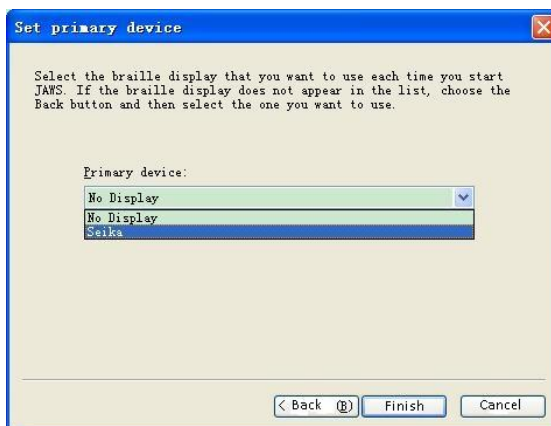 Set primary device
Select the braille display that you want to use each time you start
JAWS. If the braille display does not appear in the list, choose the
Back button and then select the one you want to use.
Primary device:
No Display
No Display
Seika
< Back (B)
Finish
Cancel